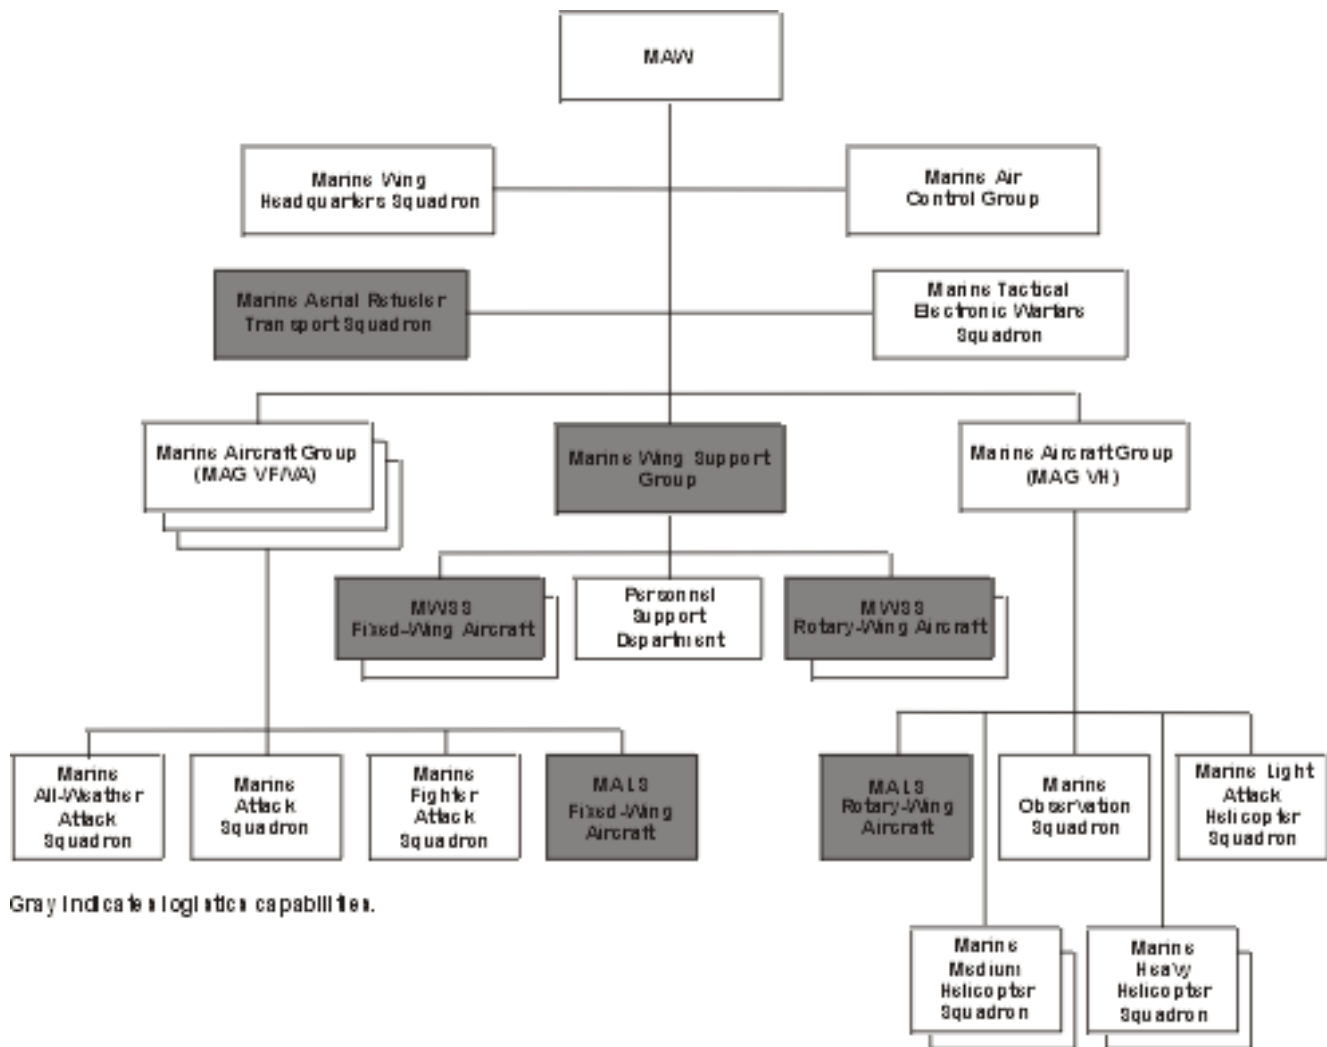 MAW
Marine Wing
Headquarters Squadron
Marine Air
Control Group
Marine Aerial Refueler
Transport Squadron
Marine Tactical
Electronic Warfare
Squadron
Marine Aircraft Group
(MAG VF/VA)
Marine Wing Support
Group
Marine Aircraft Group
(MAG VH)
MWSS
Fixed-Wing Aircraft
Personnel
Support
Department
MWSS
Rotary-Wing Aircraft
Marine
All-Weather
Attack
Squadron
Marine
Attack
Squadron
Marine
Fighter
Attack
Squadron
MALS
Fixed-Wing
Aircraft
MALS
Rotary-Wing
Aircraft
Marine
Observation
Squadron
Marine Light
Attack
Helicopter
Squadron
Gray indicates logistics capabilities.
Marine
Medium
Helicopter
Squadron
Marine
Heavy
Helicopter
Squadron